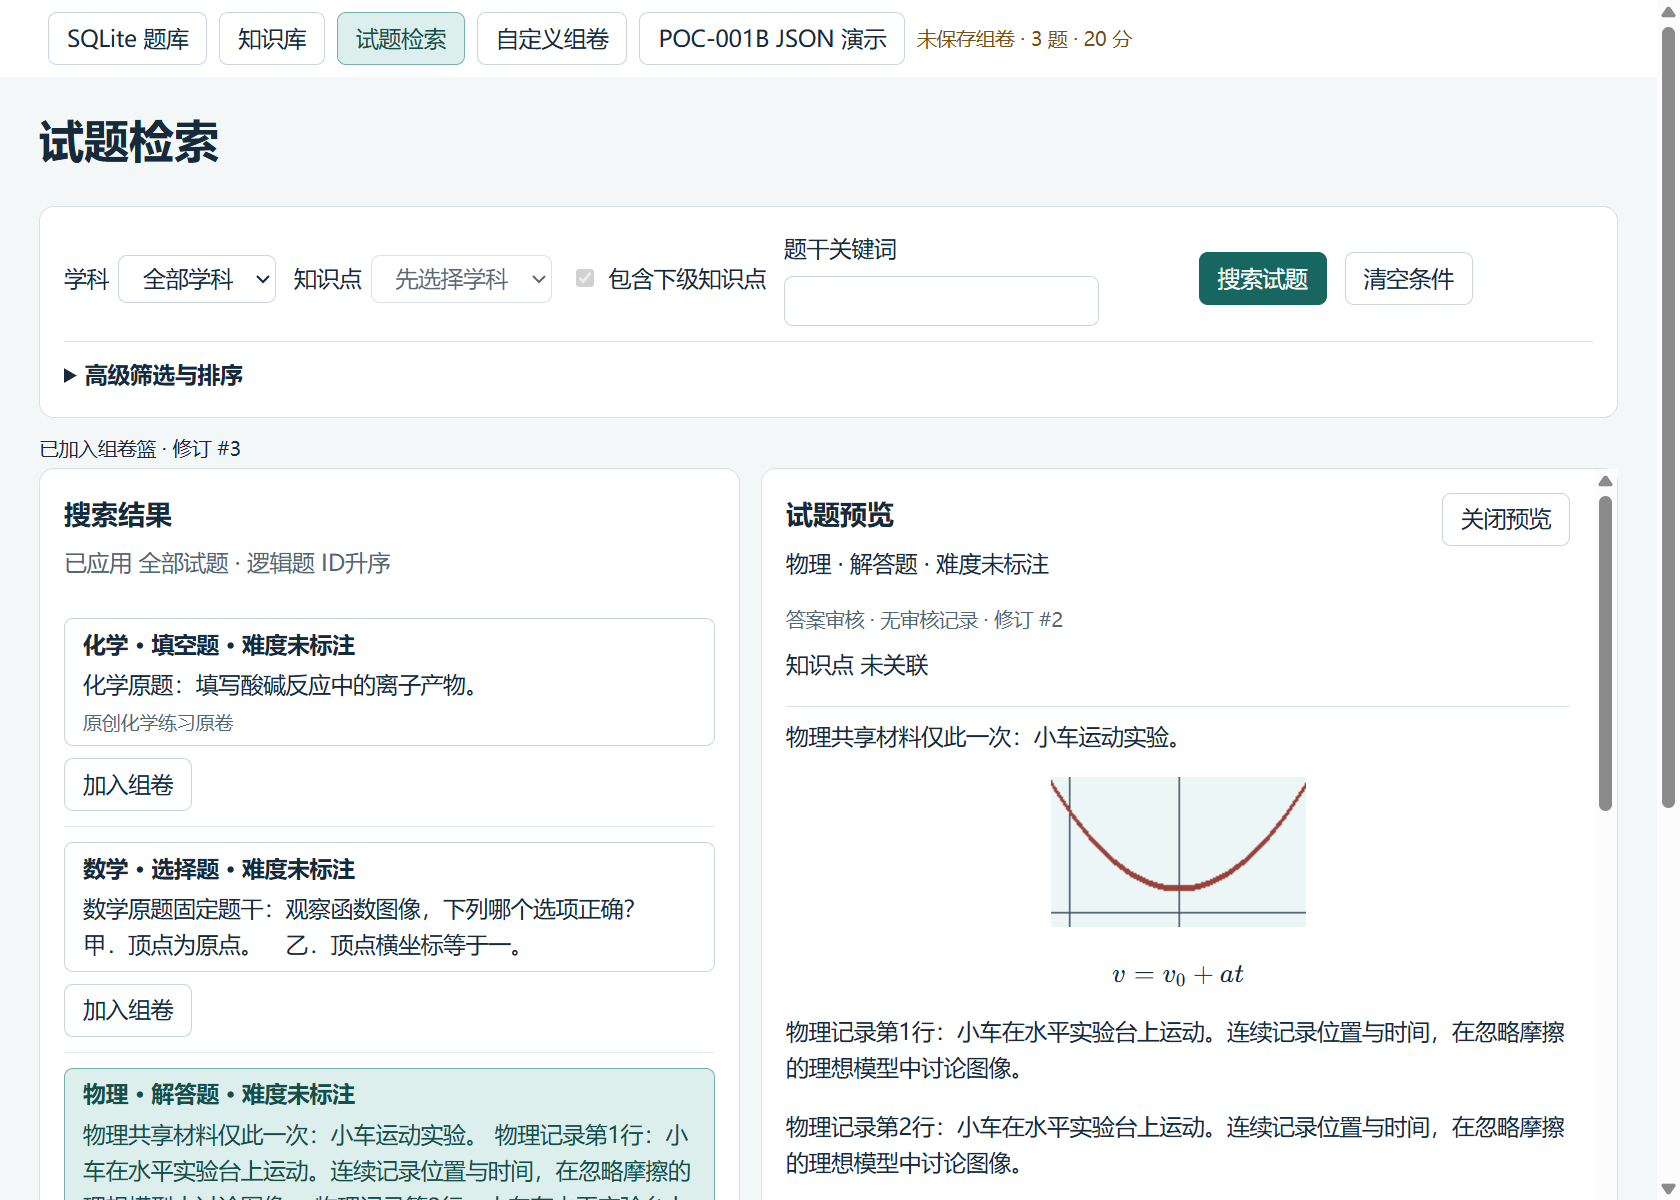 SQLite 题库 知识库 试题检索 自定义组卷 POC-001B JSON 演示 未保存组卷 · 3 题 · 20 分
试题检索
学科 全部学科 知识点 先选择学科 包含下级知识点 题干关键词 搜索试题 清空条件
高级筛选与排序
已加入组卷篮 · 修订 #3
搜索结果
已应用 全部试题 · 逻辑题 ID升序
化学 • 填空题 • 难度未标注
化学原题：填写酸碱反应中的离子产物。
原创化学练习原卷
加入组卷
数学 • 选择题 • 难度未标注
数学原题固定题干：观察函数图像，下列哪个选项正确？
甲．顶点为原点。 乙．顶点横坐标等于一。
加入组卷
物理 • 解答题 • 难度未标注
物理共享材料仅此一次：小车运动实验。 物理记录第1行：小
车在水平实验台上运动。连续记录位置与时间，在忽略摩擦的
试题预览
关闭预览
物理 · 解答题 · 难度未标注
答案审核 · 无审核记录 · 修订 #2
知识点 未关联
物理共享材料仅此一次：小车运动实验。
v = v₀ + at
物理记录第1行：小车在水平实验台上运动。连续记录位置与时间，在忽略摩擦
的理想模型中讨论图像。
物理记录第2行：小车在水平实验台上运动。连续记录位置与时间，在忽略摩擦
的理想模型中讨论图像。